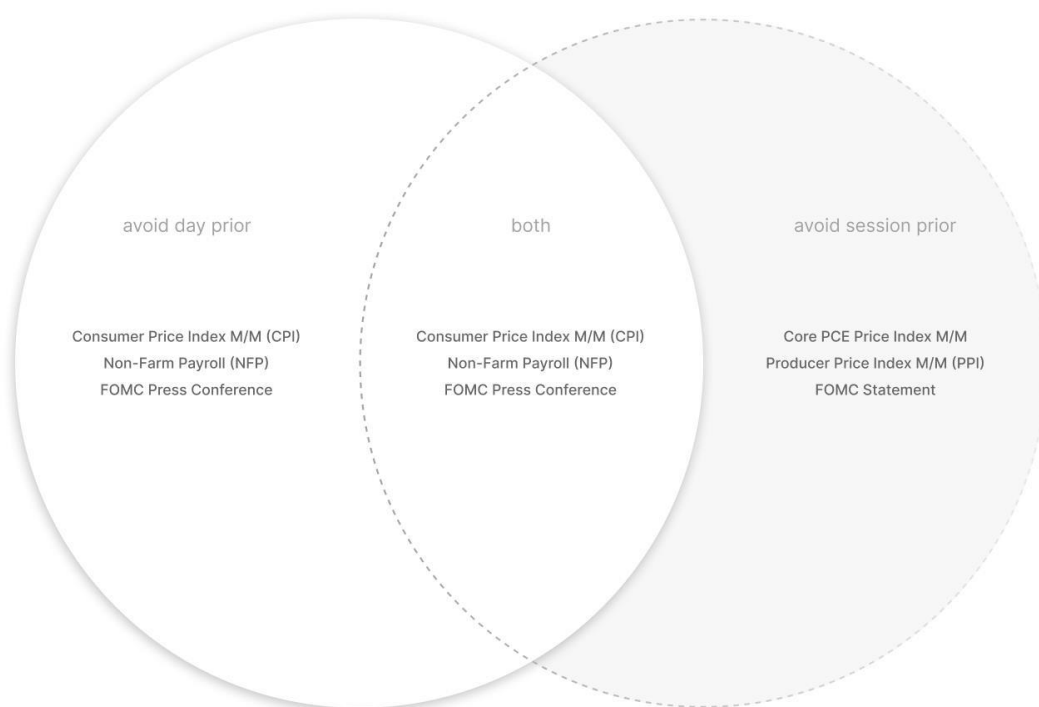 avoid day prior
Consumer Price Index M/M (CPI)
Non-Farm Payroll (NFP)
FOMC Press Conference
both
Consumer Price Index M/M (CPI)
Non-Farm Payroll (NFP)
FOMC Press Conference
avoid session prior
Core PCE Price Index M/M
Producer Price Index M/M (PPI)
FOMC Statement